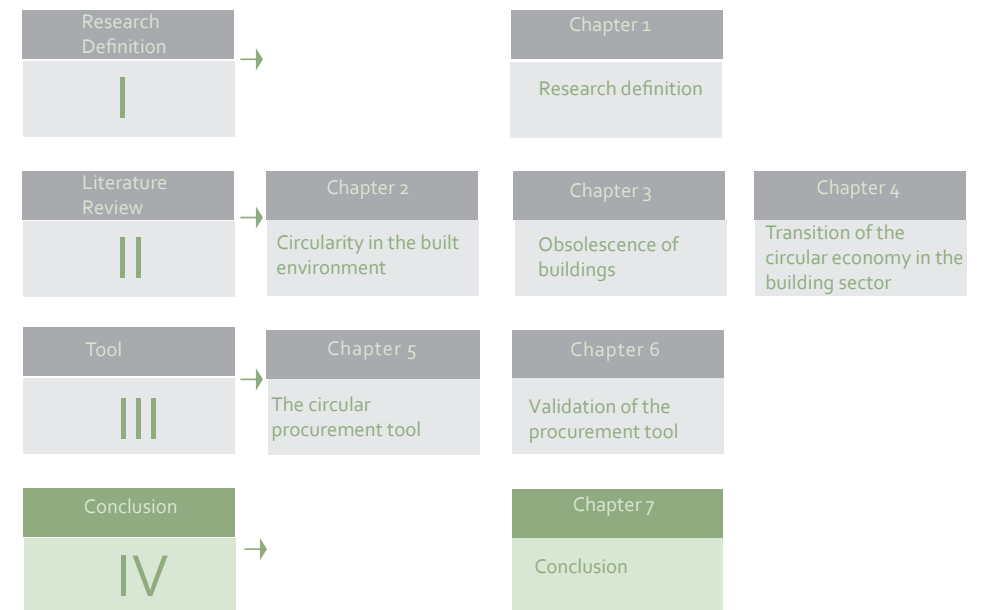 Research
Definition
I
Chapter 1
Research definition
Literature
Review
II
Chapter 2
Circularity in the built
environment
Chapter 3
Obsolescence of
buildings
Chapter 4
Transition of the
circular economy in the
building sector
Tool
III
Chapter 5
The circular
procurement tool
Chapter 6
Validation of the
procurement tool
Conclusion
IV
Chapter 7
Conclusion